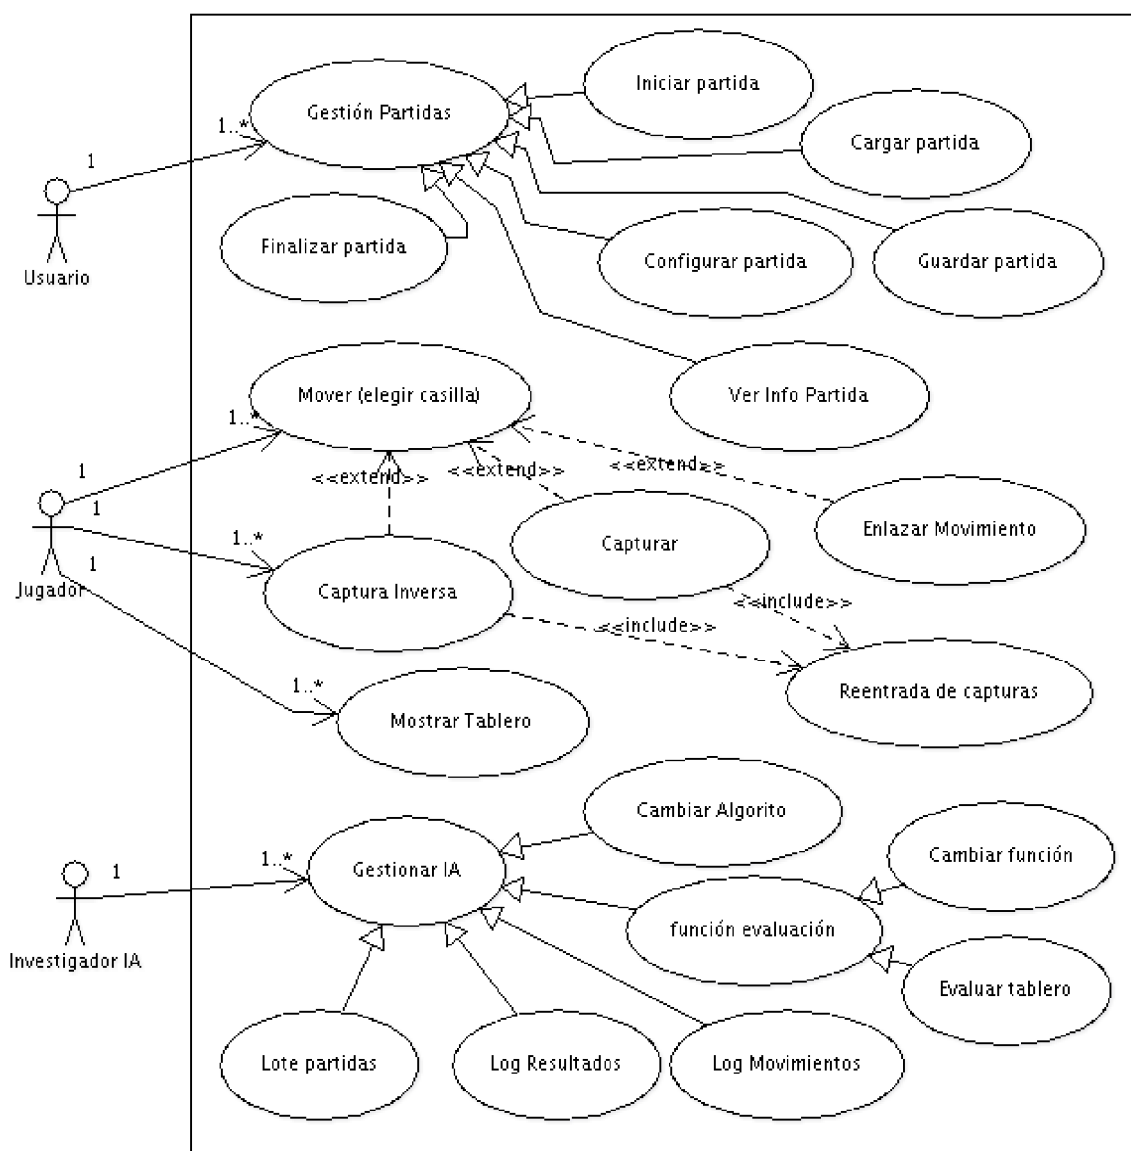 Iniciar partida
Gestión Partidas
1..*
Cargar partida
1
Usuario
Finalizar partida
Configurar partida
Guardar partida
Mover (elegir casilla)
Ver Info Partida
1..*
<<extend>>
<<extend>>
<<extend>>
1
1
Jugador
1..*
1
Capturar
Enlazar Movimiento
Captura Inversa
<<include>>
<<include>>
Reentrada de capturas
1..*
Mostrar Tablero
Cambiar Algorito
1
1..*
Gestionar IA
Cambiar función
función evaluación
Investigador IA
Evaluar tablero
Lote partidas
Log Resultados
Log Movimientos